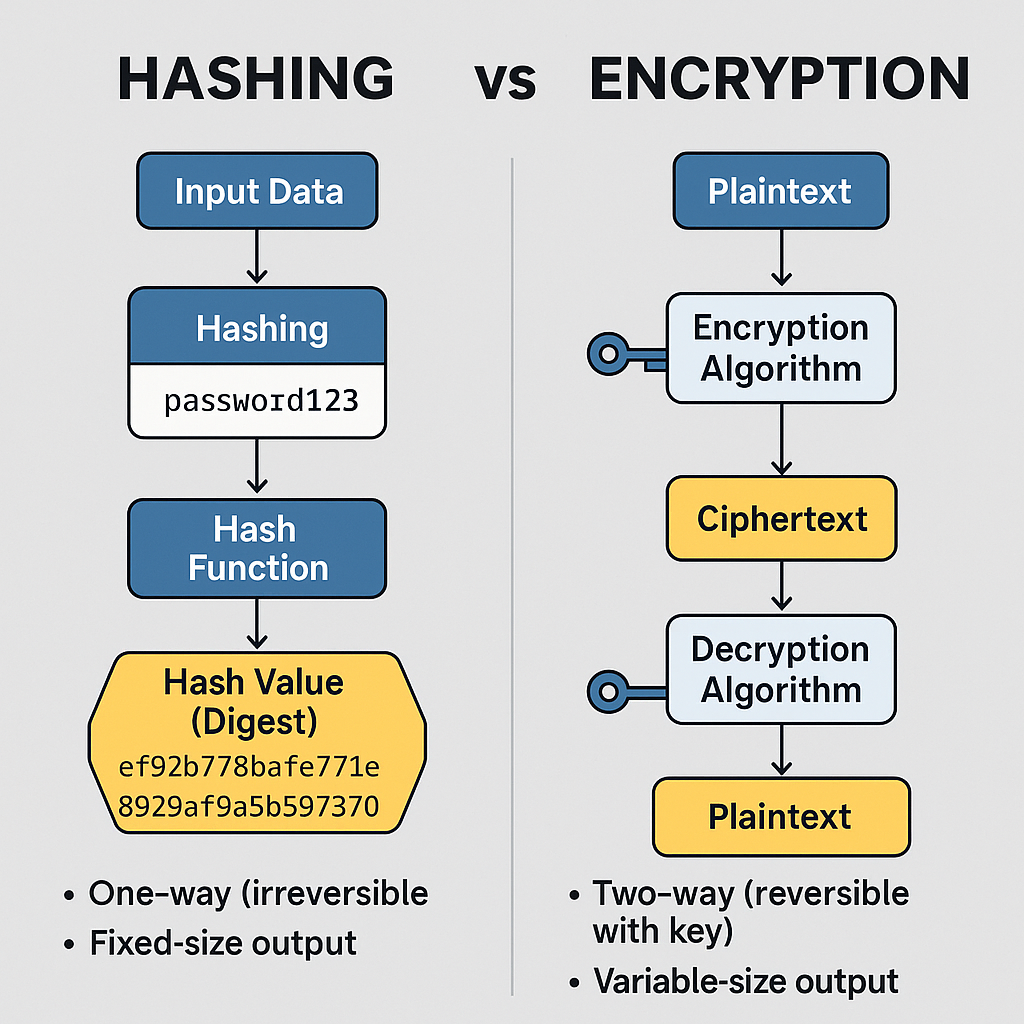 HASHING vs ENCRYPTION
Input Data
Hashing
password123
Hash
Function
Hash Value
(Digest)
ef92b778bafe771e
8929af9a5b597370
• One-way (irreversible
• Fixed-size output
Plaintext
Encryption
Algorithm
Ciphertext
Decryption
Algorithm
Plaintext
• Two-way (reversible
with key)
• Variable-size output